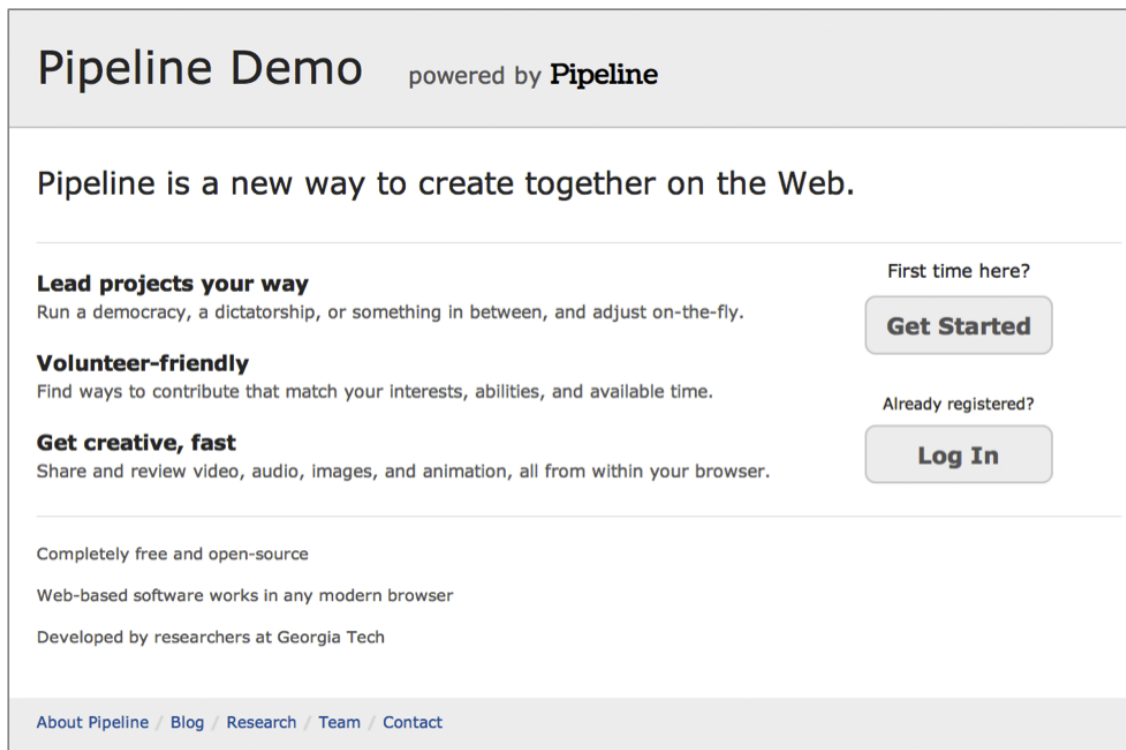 Pipeline Demo powered by Pipeline
Pipeline is a new way to create together on the Web.
Lead projects your way
Run a democracy, a dictatorship, or something in between, and adjust on-the-fly.
Volunteer-friendly
Find ways to contribute that match your interests, abilities, and available time.
Get creative, fast
Share and review video, audio, images, and animation, all from within your browser.
First time here?
Get Started
Already registered?
Log In
Completely free and open-source
Web-based software works in any modern browser
Developed by researchers at Georgia Tech
About Pipeline / Blog / Research / Team / Contact